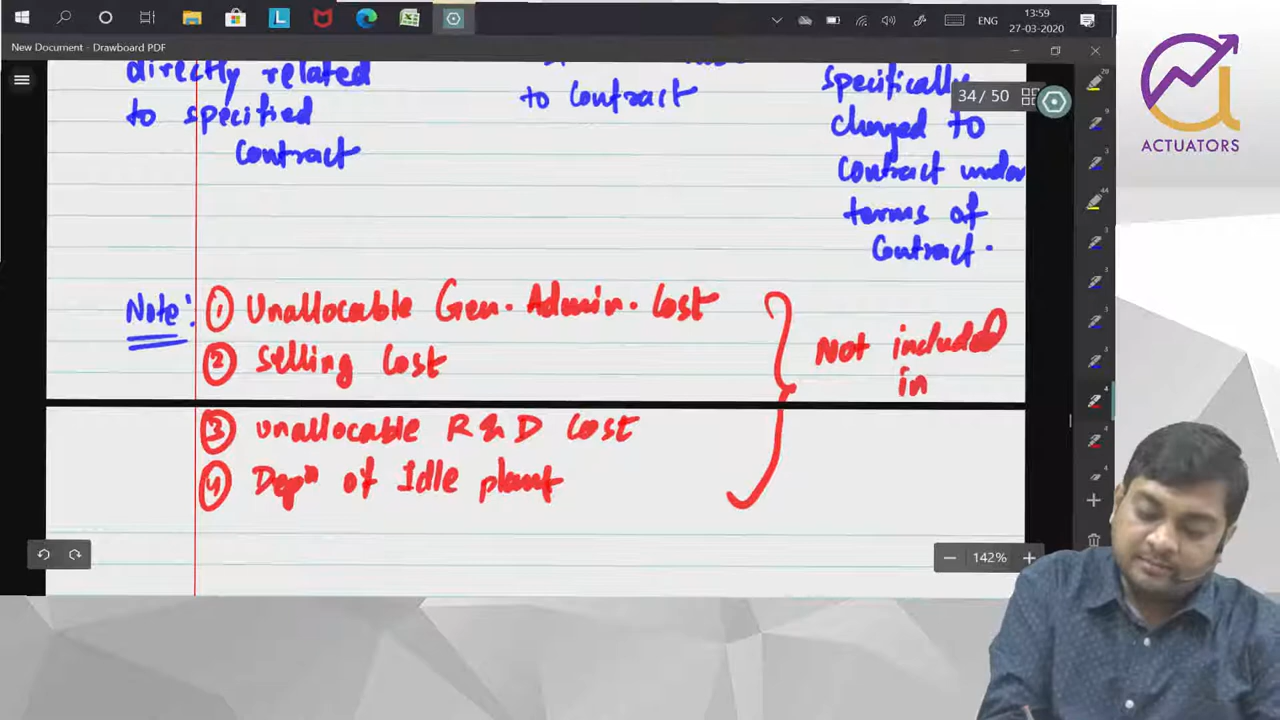 13:59
ENG
27-03-2020
New Document - Drawboard PDF
directly related
to specified
Contract
to Contract
specifically
charged to
Contract under
terms of
Contract.
34 / 50
ACTUATORS
Note:
① Unallocable Gen. Admin. Cost
② Selling Cost
③ unallocable R & D Cost
④ Depⁿ of Idle plant
Not included
in
142%